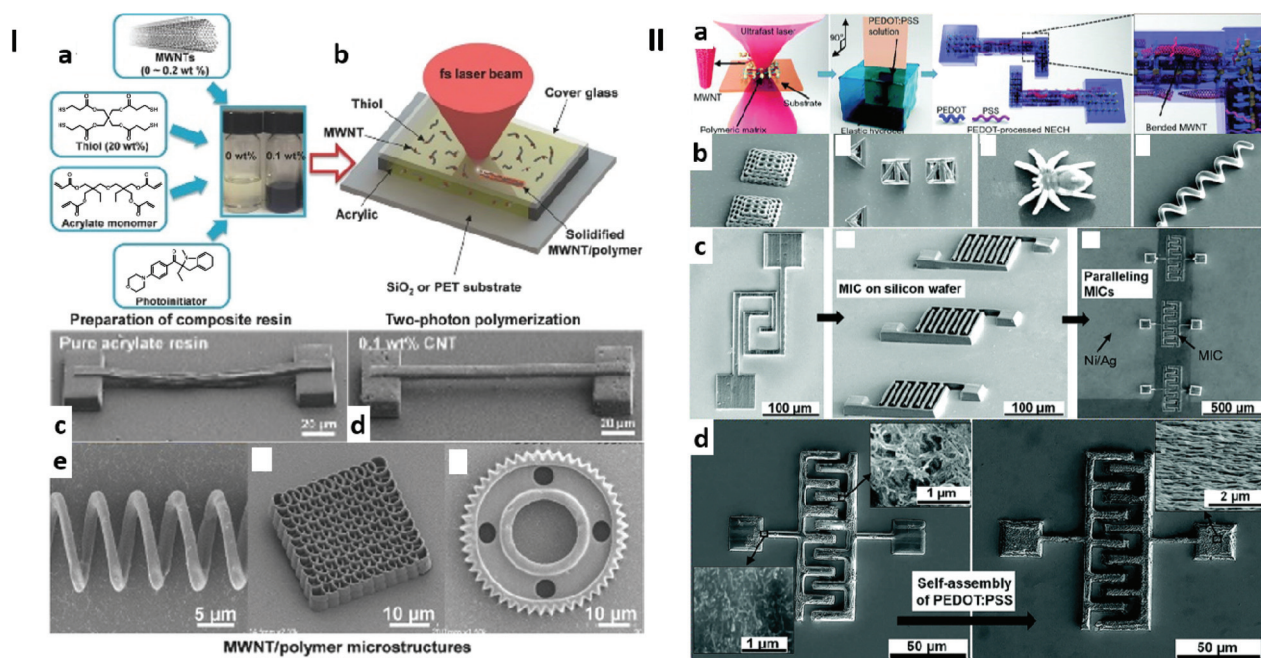 I
a
MWNTs
(0 ~ 0.2 wt %)
Thiol (20 wt%)
Acrylate monomer
Photoinitiator
0 wt%
0.1 wt%
Preparation of composite resin
b
fs laser beam
Cover glass
Thiol
MWNT
Acrylic
Solidified
MWNT/polymer
SiO2 or PET substrate
Two-photon polymerization
Pure acrylate resin
c
20 µm
0.1 wt% CNT
d
20 µm
e
5 µm
10 µm
10 µm
MWNT/polymer microstructures
II
a
Ultrafast laser
MWNT
Substrate
Polymeric matrix
PEDOT:PSS
solution
90°
Elastic hydrogel
PEDOT
PSS
PEDOT-processed NECH
Bended MWNT
b
c
100 µm
MIC on silicon wafer
100 µm
Paralleling
MICs
Ni/Ag
MIC
500 µm
d
1 µm
1 µm
Self-assembly
of PEDOT:PSS
50 µm
2 µm
50 µm